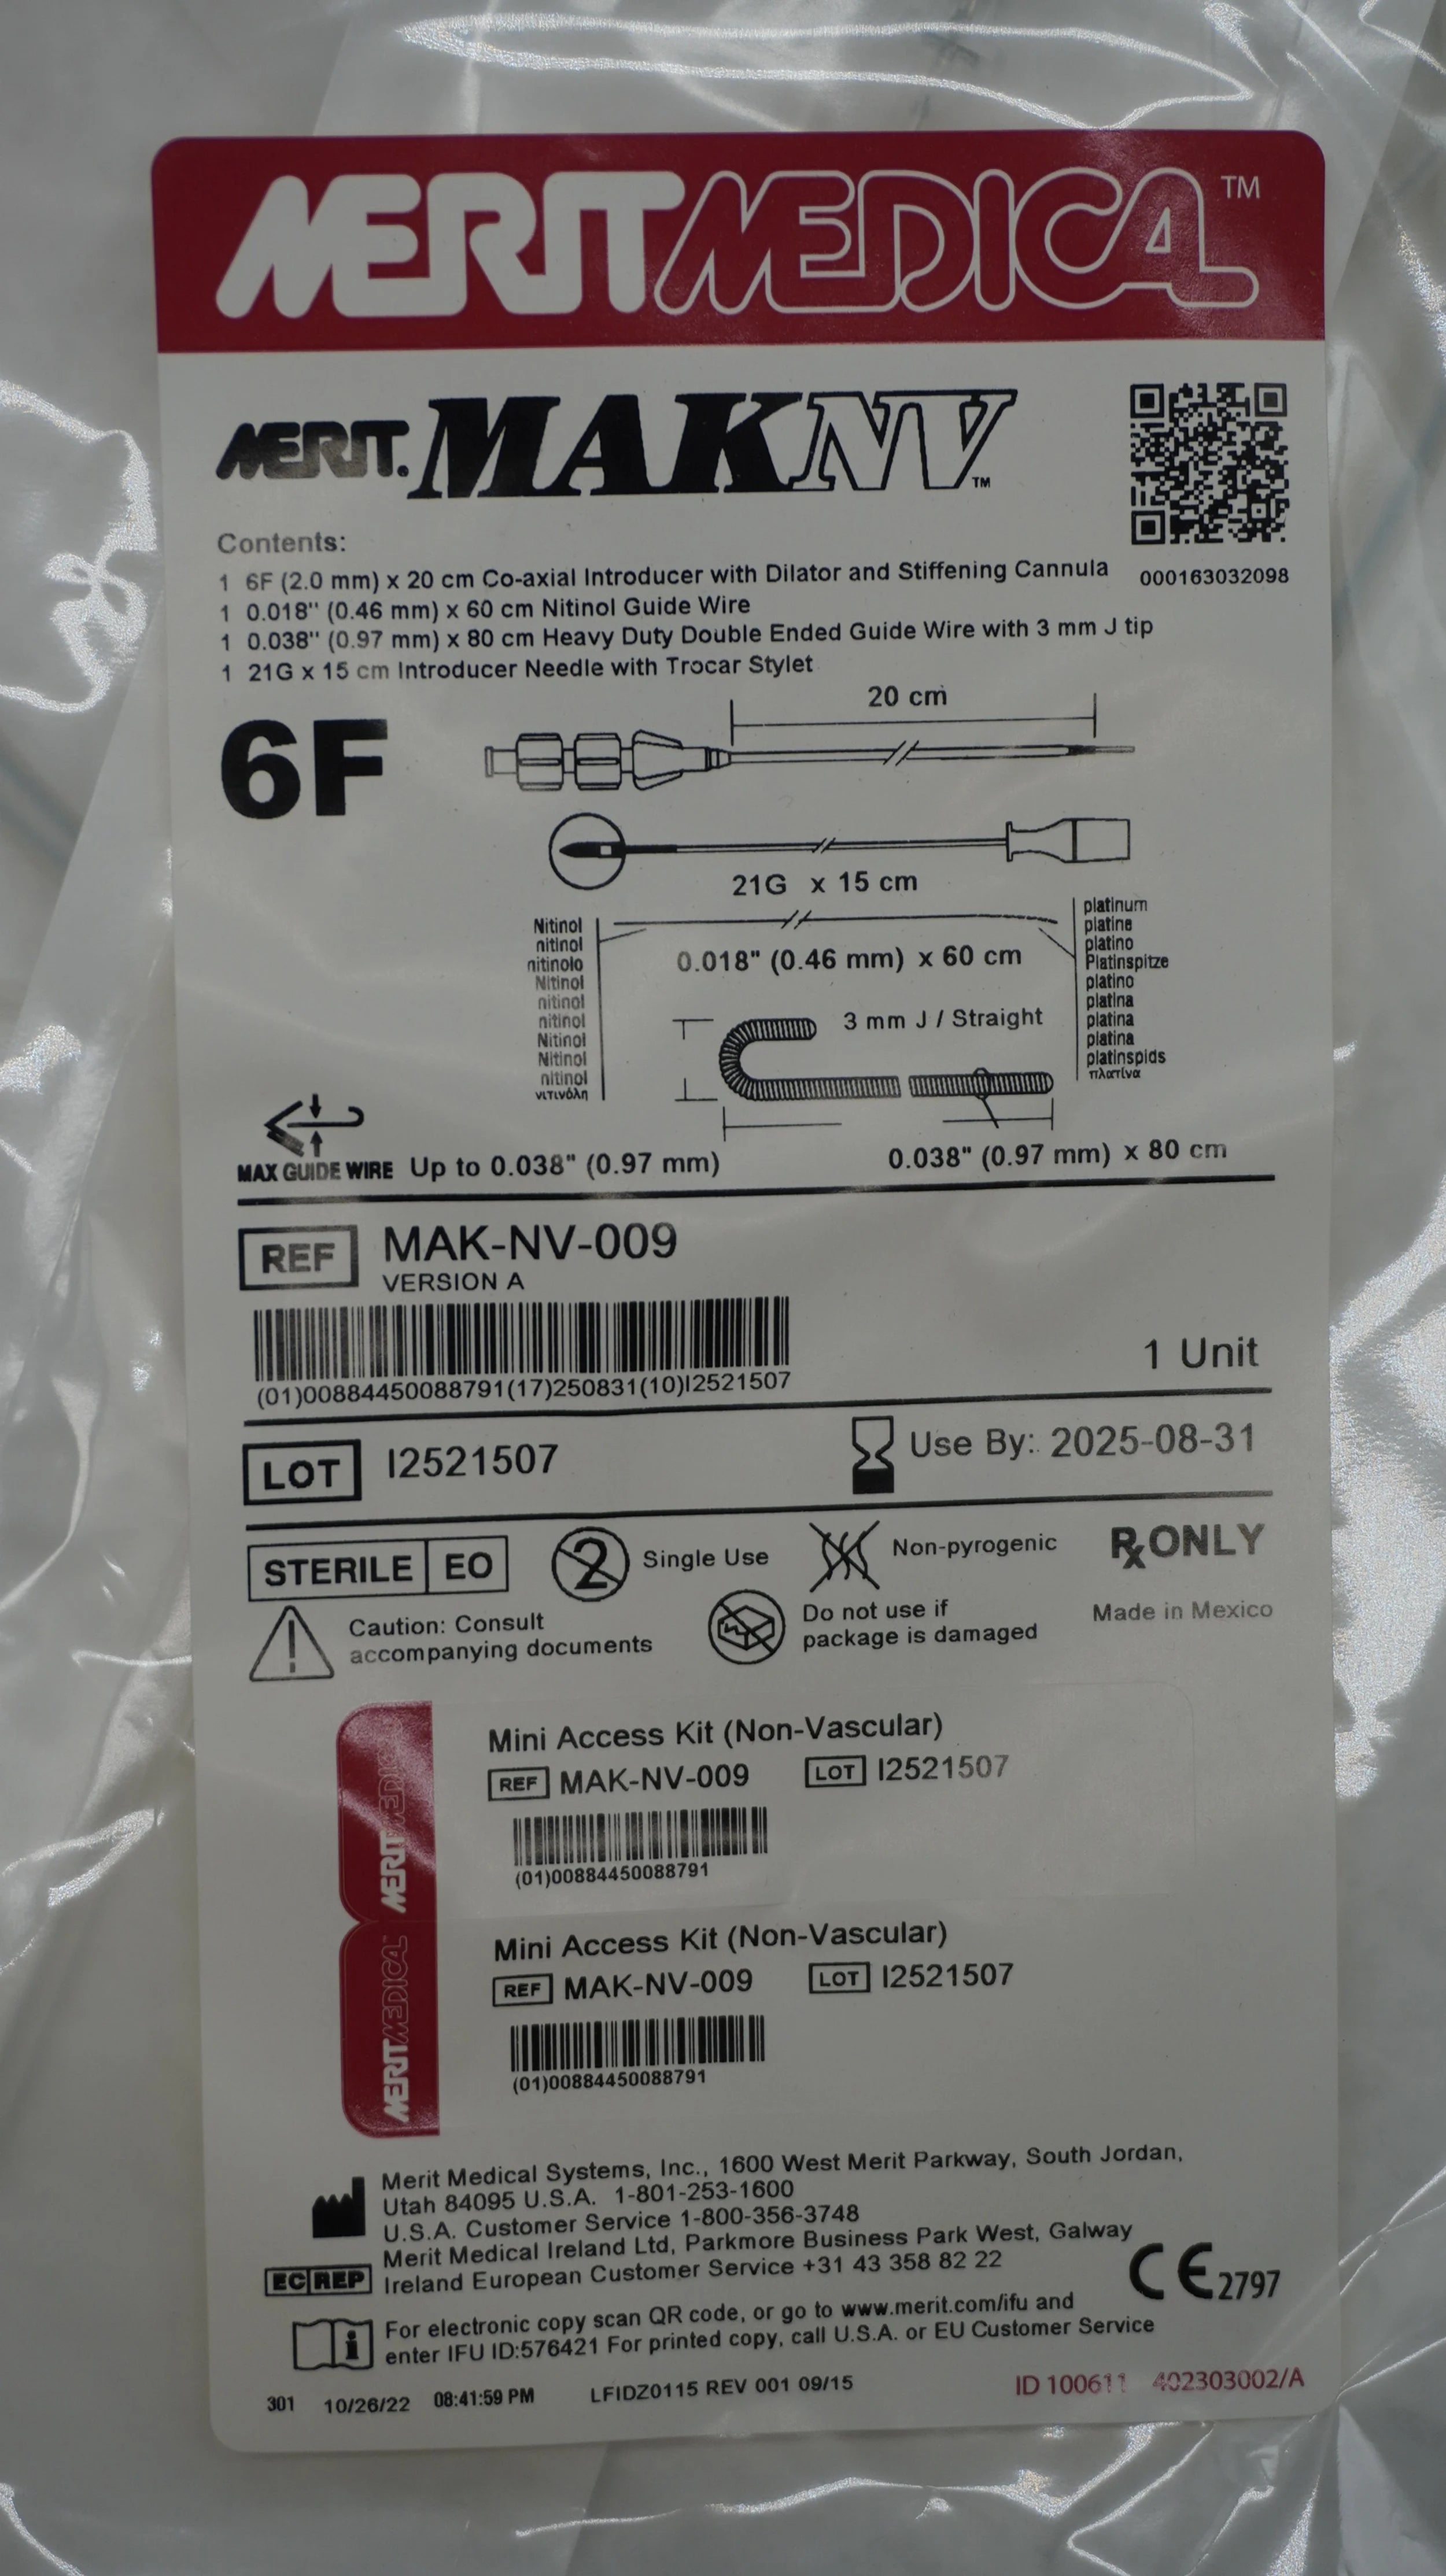 MERITMEDICAL™
MERIT. MAKNV™
Contents:
1 6F (2.0 mm) x 20 cm Co-axial Introducer with Dilator and Stiffening Cannula
000163032098
1 0.018" (0.46 mm) x 60 cm Nitinol Guide Wire
1 0.038" (0.97 mm) x 80 cm Heavy Duty Double Ended Guide Wire with 3 mm J tip
1 21G x 15 cm Introducer Needle with Trocar Stylet
6F
20 cm
21G x 15 cm
Nitinol
nitinol
nitinolo
Nitinol
nitinol
nitinol
Nitinol
Nitinol
nitinol
νιτινόλη
0.018" (0.46 mm) x 60 cm
platinum
platine
platino
Platinspitze
platino
platina
platina
platina
platinspids
πλατίνα
3 mm J / Straight
0.038" (0.97 mm) x 80 cm
MAX GUIDE WIRE Up to 0.038" (0.97 mm)
REF MAK-NV-009
VERSION A
(01)00884450088791(17)250831(10)I2521507
1 Unit
LOT I2521507
Use By: 2025-08-31
STERILE EO
2 Single Use
Non-pyrogenic
RxONLY
Caution: Consult
accompanying documents
Do not use if
package is damaged
Made in Mexico
MERITMEDICAL
Mini Access Kit (Non-Vascular)
REF MAK-NV-009 LOT I2521507
(01)00884450088791
MERITMEDICAL
Mini Access Kit (Non-Vascular)
REF MAK-NV-009 LOT I2521507
(01)00884450088791
Merit Medical Systems, Inc., 1600 West Merit Parkway, South Jordan,
Utah 84095 U.S.A. 1-801-253-1600
U.S.A. Customer Service 1-800-356-3748
Merit Medical Ireland Ltd, Parkmore Business Park West, Galway
EC REP Ireland European Customer Service +31 43 358 82 22
CE 2797
For electronic copy scan QR code, or go to www.merit.com/ifu and
enter IFU ID:576421 For printed copy, call U.S.A. or EU Customer Service
301 10/26/22 08:41:59 PM LFIDZ0115 REV 001 09/15
ID 100611 402303002/A